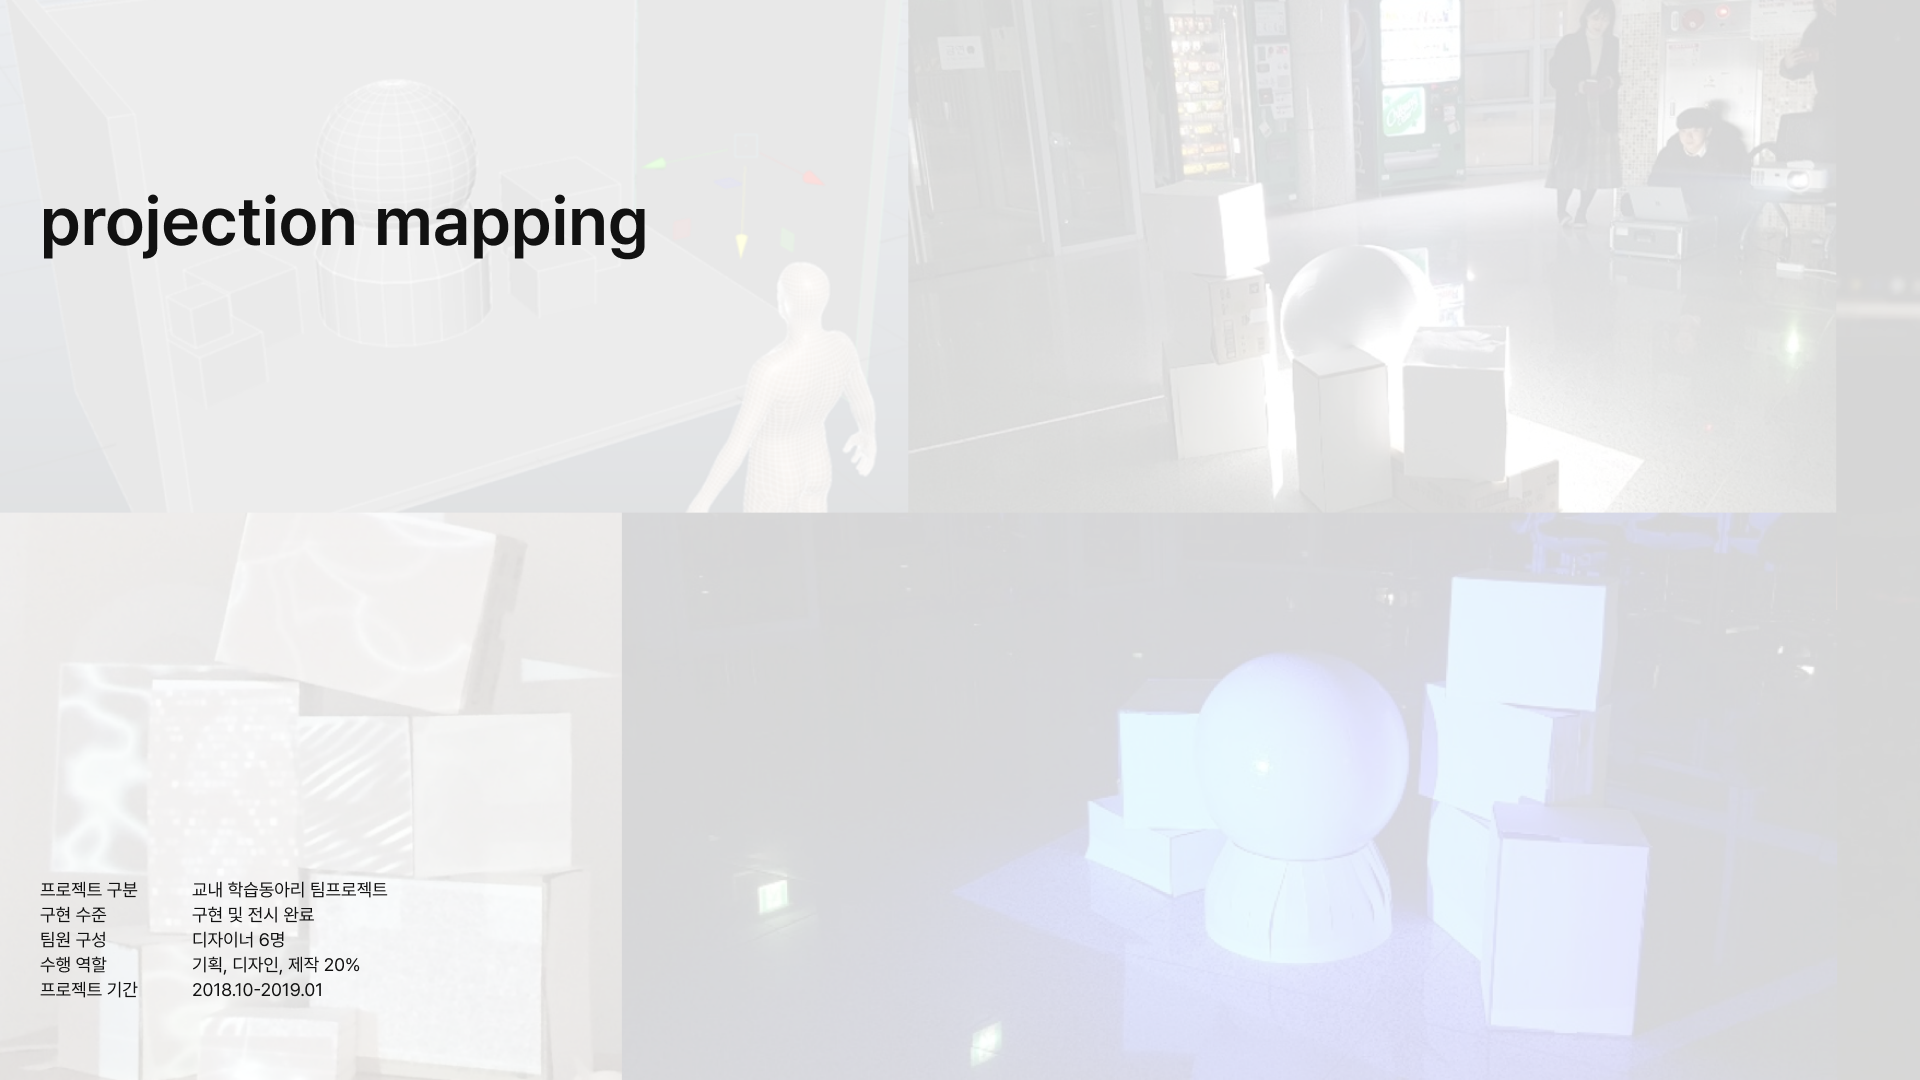 projection mapping
프로젝트 구분 교내 학습동아리 팀프로젝트
구현 수준 구현 및 전시 완료
팀원 구성 디자이너 6명
수행 역할 기획, 디자인, 제작 20%
프로젝트 기간 2018.10-2019.01